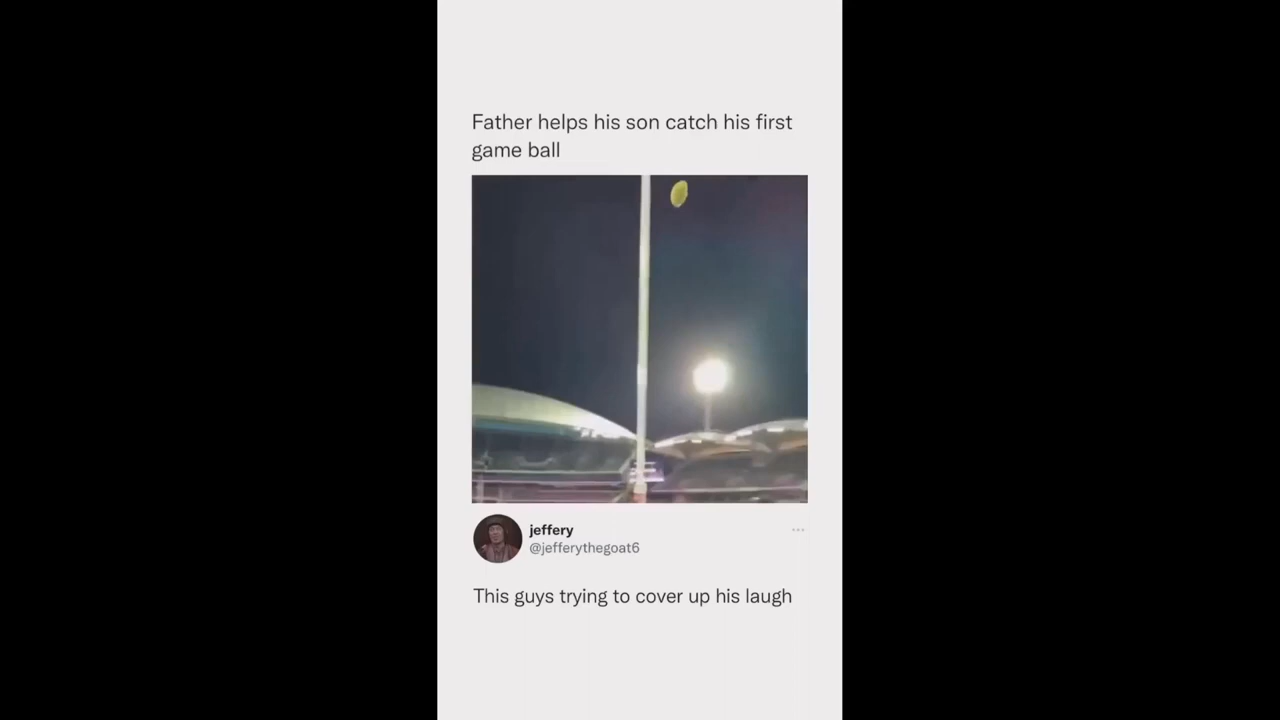 Father helps his son catch his first
game ball
jeffery
@jefferythegoat6
This guys trying to cover up his laugh